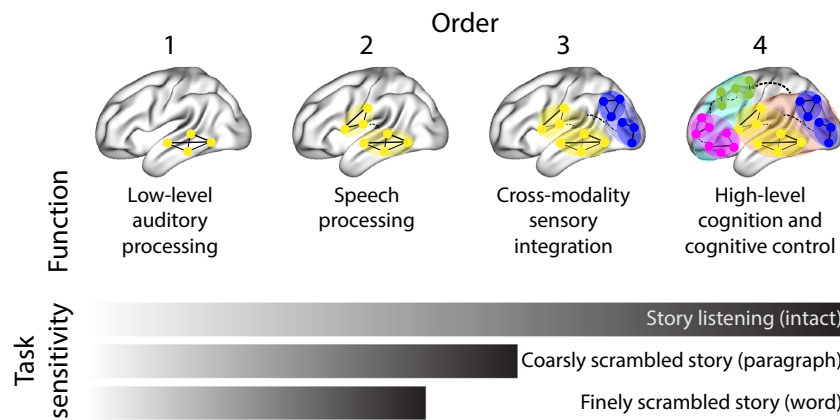 Order
1 2 3 4
Function
Low-level
auditory
processing
Speech
processing
Cross-modality
sensory
integration
High-level
cognition and
cognitive control
Task
sensitivity
Story listening (intact)
Coarsly scrambled story (paragraph)
Finely scrambled story (word)